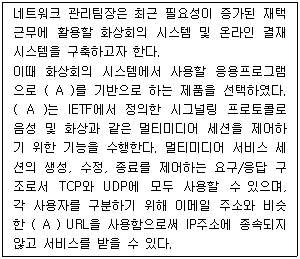 네트워크 관리팀장은 최근 필요성이 증가된 재택
근무에 활용할 화상회의 시스템 및 온라인 결재
시스템을 구축하고자 한다.
이때 화상회의 시스템에서 사용할 응용프로그램
으로 ( A )를 기반으로 하는 제품을 선택하였다.
( A )는 IETF에서 정의한 시그널링 프로토콜로
음성 및 화상과 같은 멀티미디어 세션을 제어하
기 위한 기능을 수행한다. 멀티미디어 서비스 세
션의 생성, 수정, 종료를 제어하는 요구/응답 구
조로서 TCP와 UDP에 모두 사용할 수 있으며,
각 사용자를 구분하기 위해 이메일 주소와 비슷
한 ( A ) URL을 사용함으로써 IP주소에 종속되지
않고 서비스를 받을 수 있다.